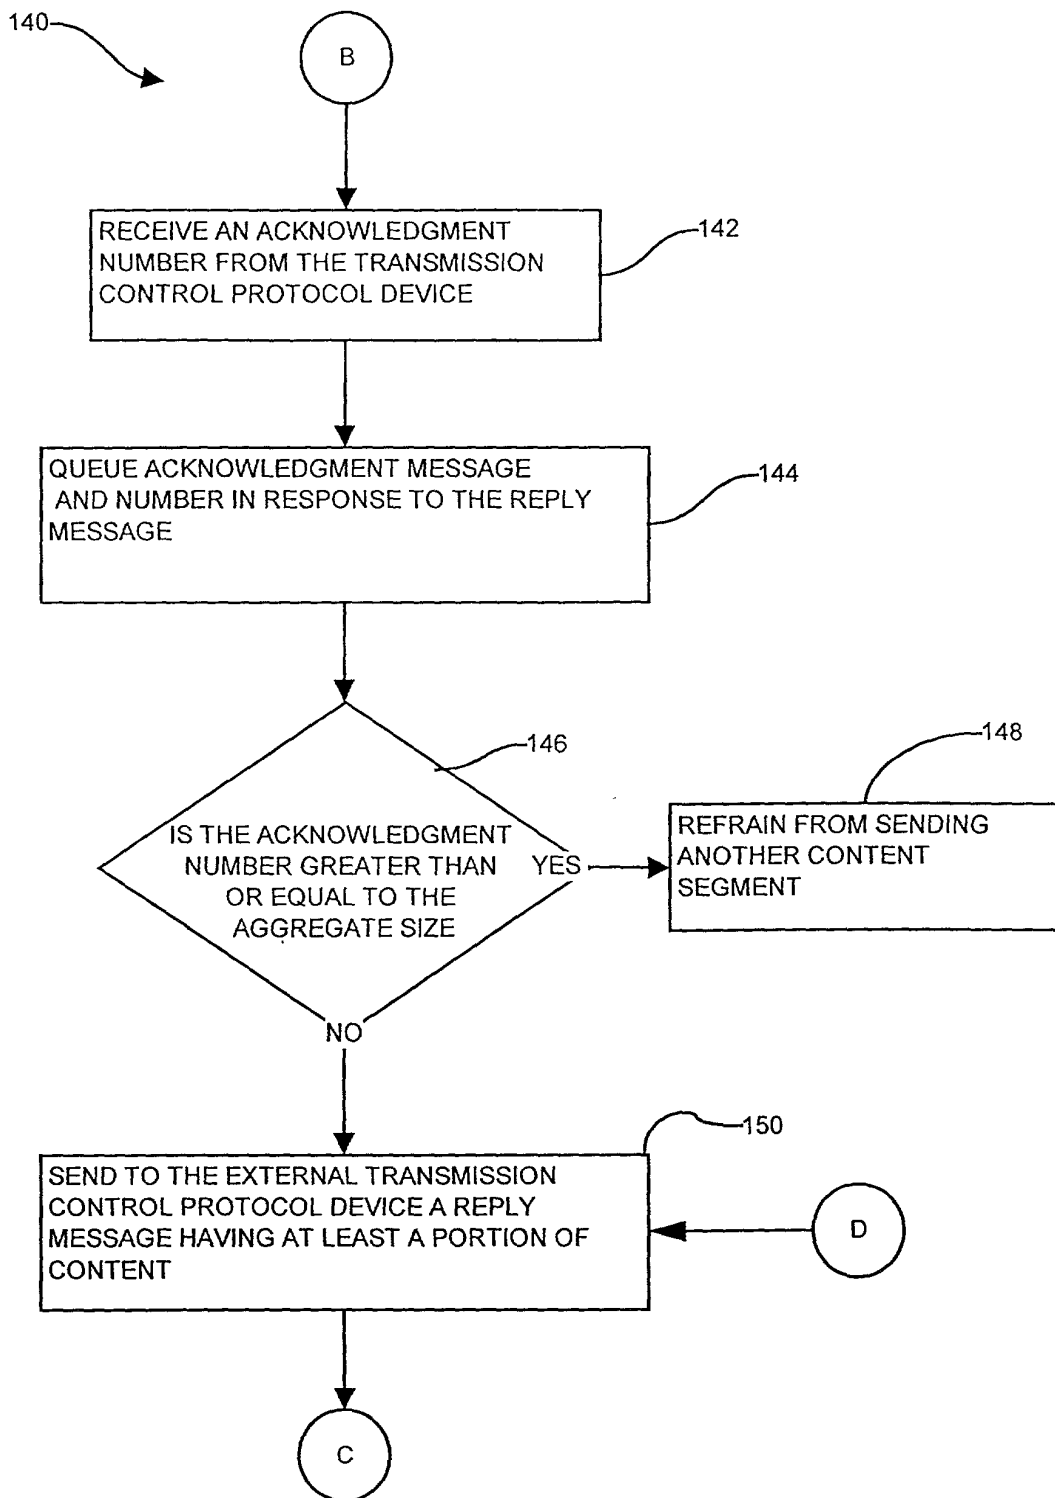 140
B
RECEIVE AN ACKNOWLEDGMENT
NUMBER FROM THE TRANSMISSION
CONTROL PROTOCOL DEVICE
142
QUEUE ACKNOWLEDGMENT MESSAGE
AND NUMBER IN RESPONSE TO THE REPLY
MESSAGE
144
146
IS THE ACKNOWLEDGMENT
NUMBER GREATER THAN
OR EQUAL TO THE
AGGREGATE SIZE
YES
148
REFRAIN FROM SENDING
ANOTHER CONTENT
SEGMENT
NO
150
SEND TO THE EXTERNAL TRANSMISSION
CONTROL PROTOCOL DEVICE A REPLY
MESSAGE HAVING AT LEAST A PORTION OF
CONTENT
D
C